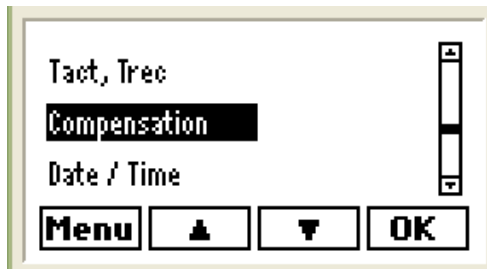 Tact, Trec
Compensation
Date / Time
Menu ▲ ▼ OK